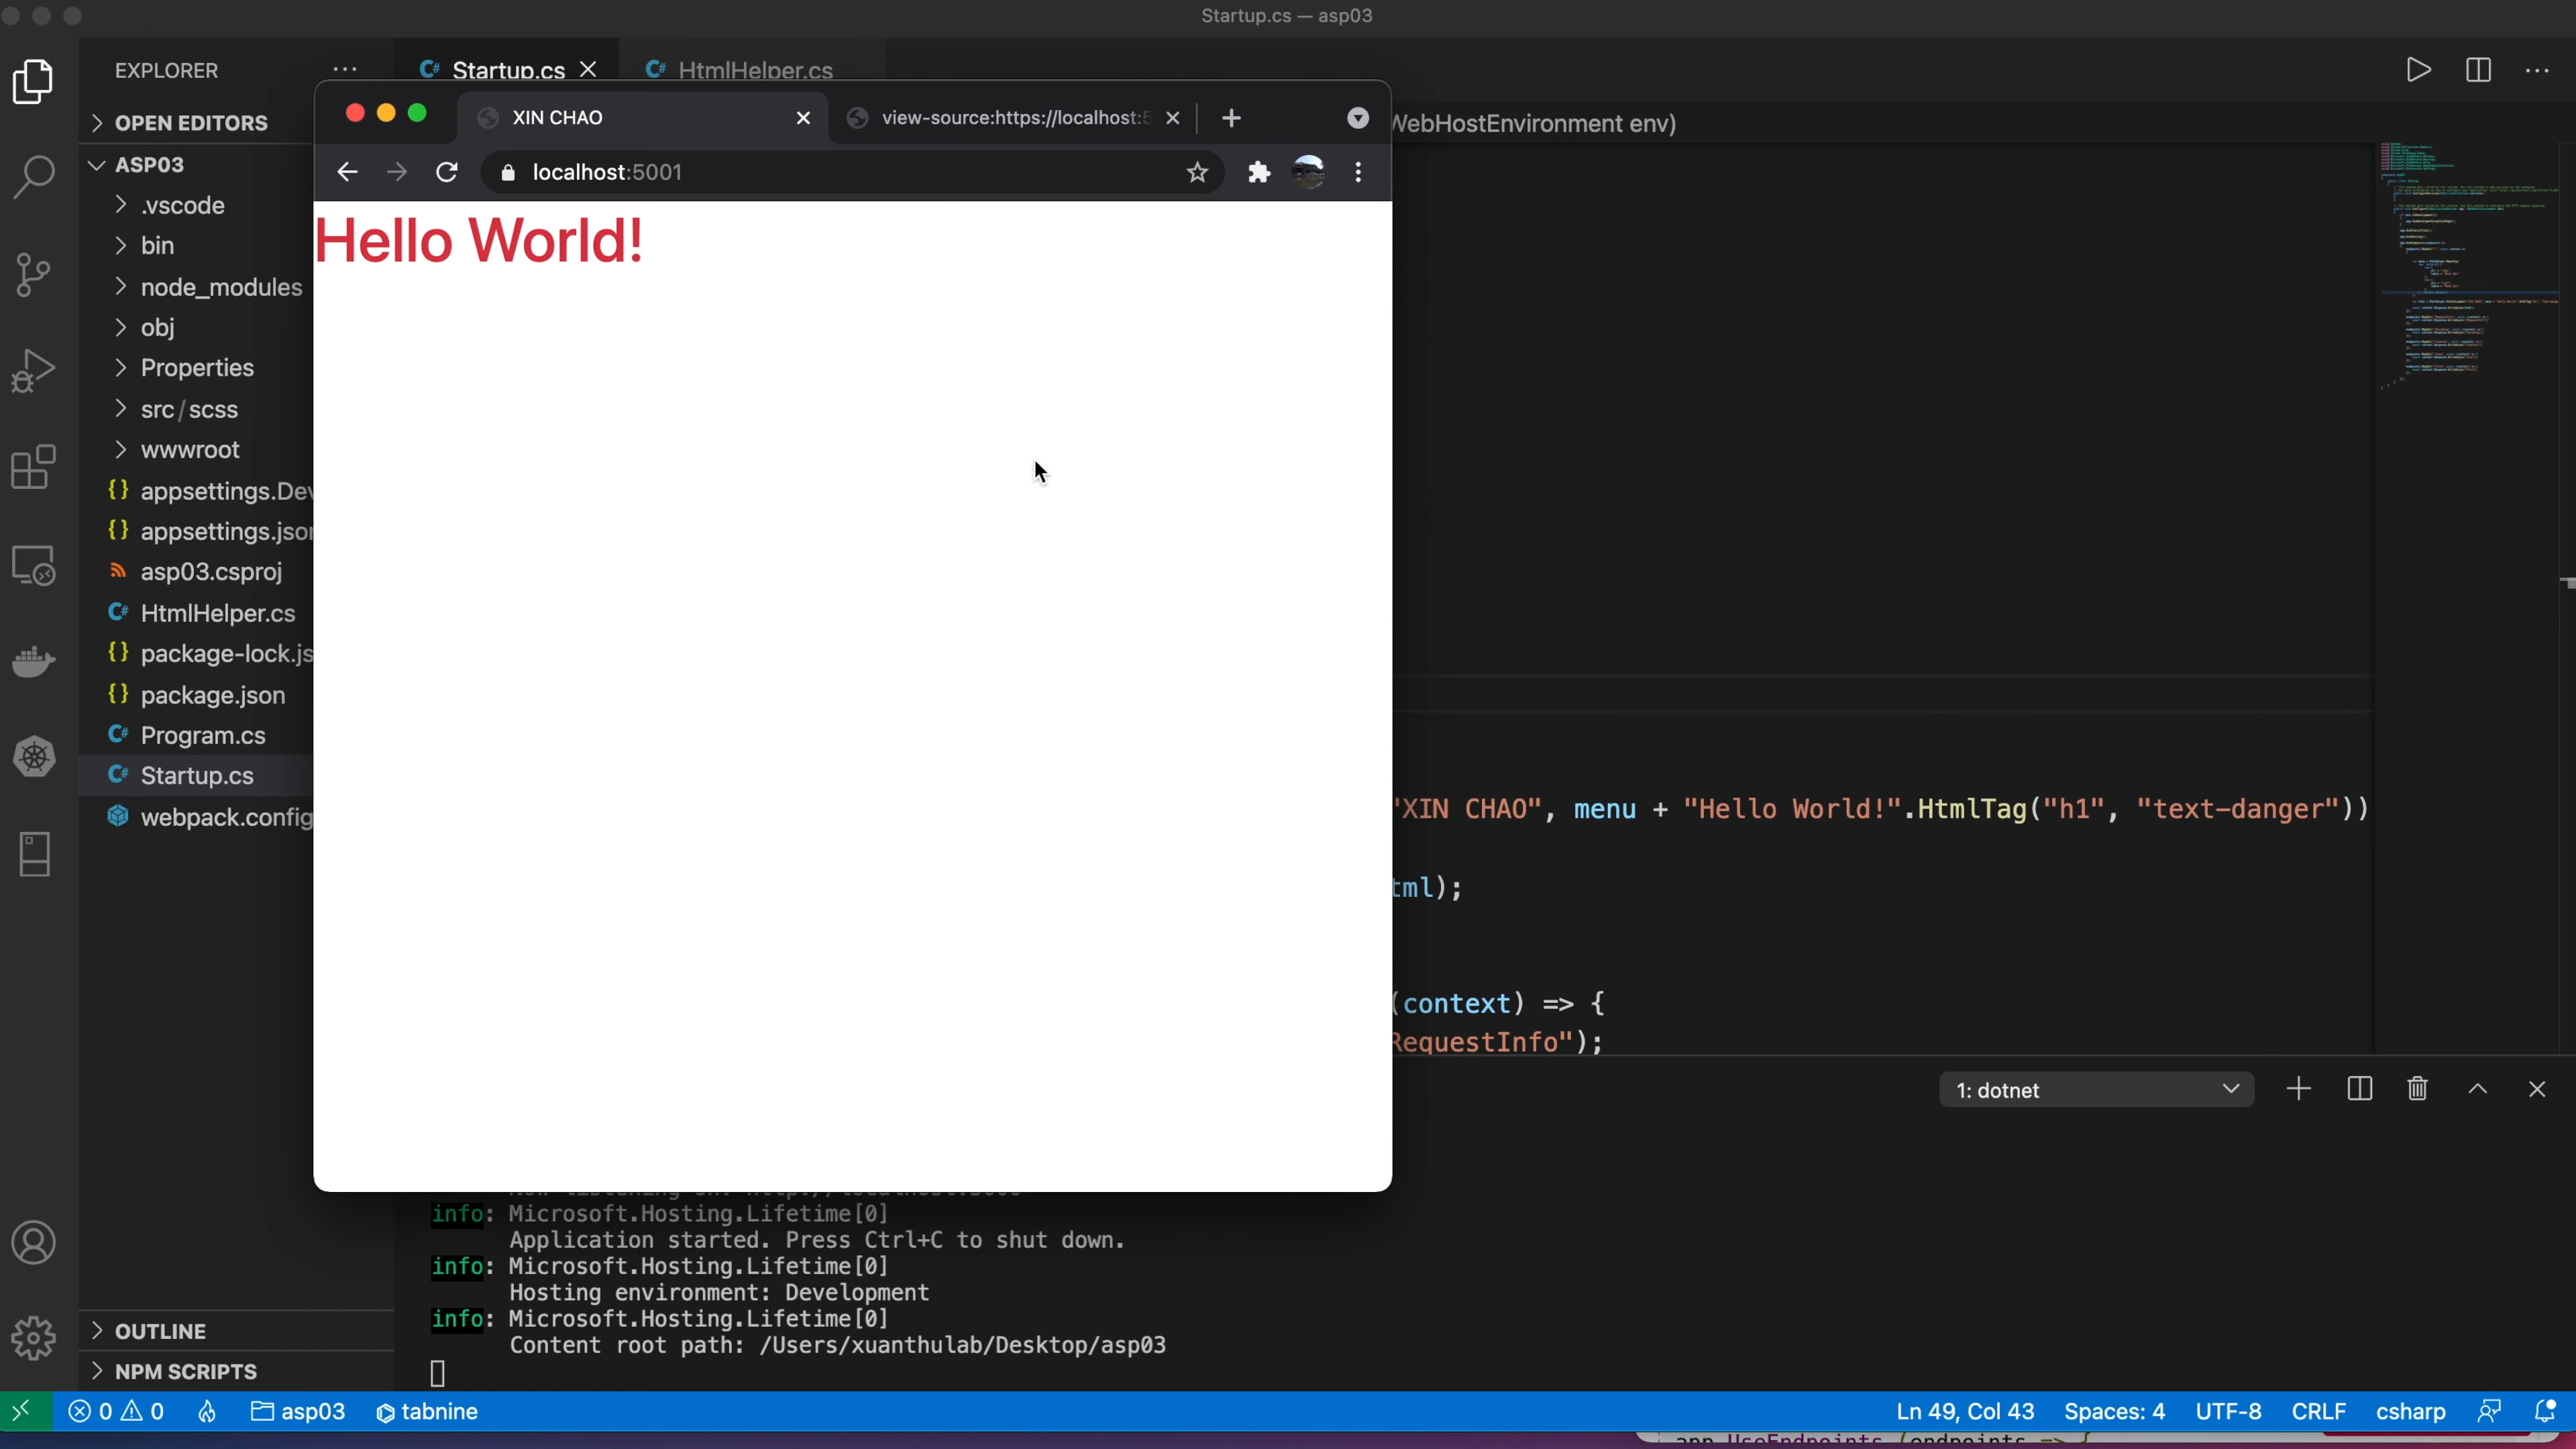 Startup.cs — asp03
EXPLORER
Startup.cs
HtmlHelper.cs
OPEN EDITORS
WebHostEnvironment env)
ASP03
.vscode
bin
node_modules
obj
Properties
src/scss
wwwroot
appsettings.Dev
appsettings.json
asp03.csproj
HtmlHelper.cs
package-lock.js
package.json
Program.cs
Startup.cs
webpack.config
XIN CHAO
view-source:https://localhost:5
localhost:5001
Hello World!
"XIN CHAO", menu + "Hello World!".HtmlTag("h1", "text-danger"))
tml);
(context) => {
RequestInfo");
1: dotnet
info: Microsoft.Hosting.Lifetime[0]
Application started. Press Ctrl+C to shut down.
info: Microsoft.Hosting.Lifetime[0]
Hosting environment: Development
info: Microsoft.Hosting.Lifetime[0]
Content root path: /Users/xuanthulab/Desktop/asp03
OUTLINE
NPM SCRIPTS
0 0 asp03 tabnine
Ln 49, Col 43 Spaces: 4 UTF-8 CRLF csharp
app.UseEndpoints (endpoints => {